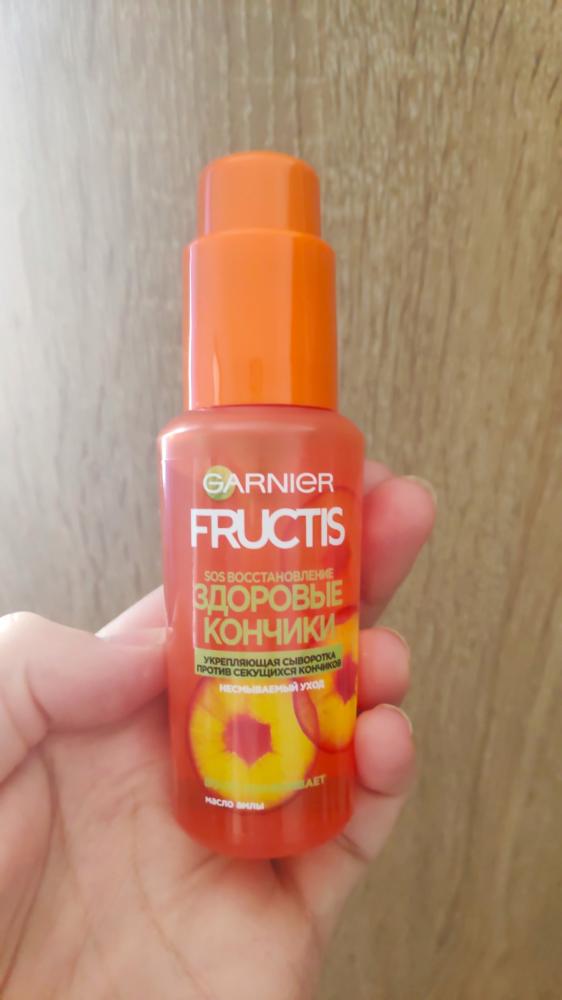 GARNIER
FRUCTIS
SOS ВОССТАНОВЛЕНИЕ
ЗДОРОВЫЕ
КОНЧИКИ
УКРЕПЛЯЮЩАЯ СЫВОРОТКА
ПРОТИВ СЕКУЩИХСЯ КОНЧИКОВ
НЕСМЫВАЕМЫЙ УХОД
масло амлы